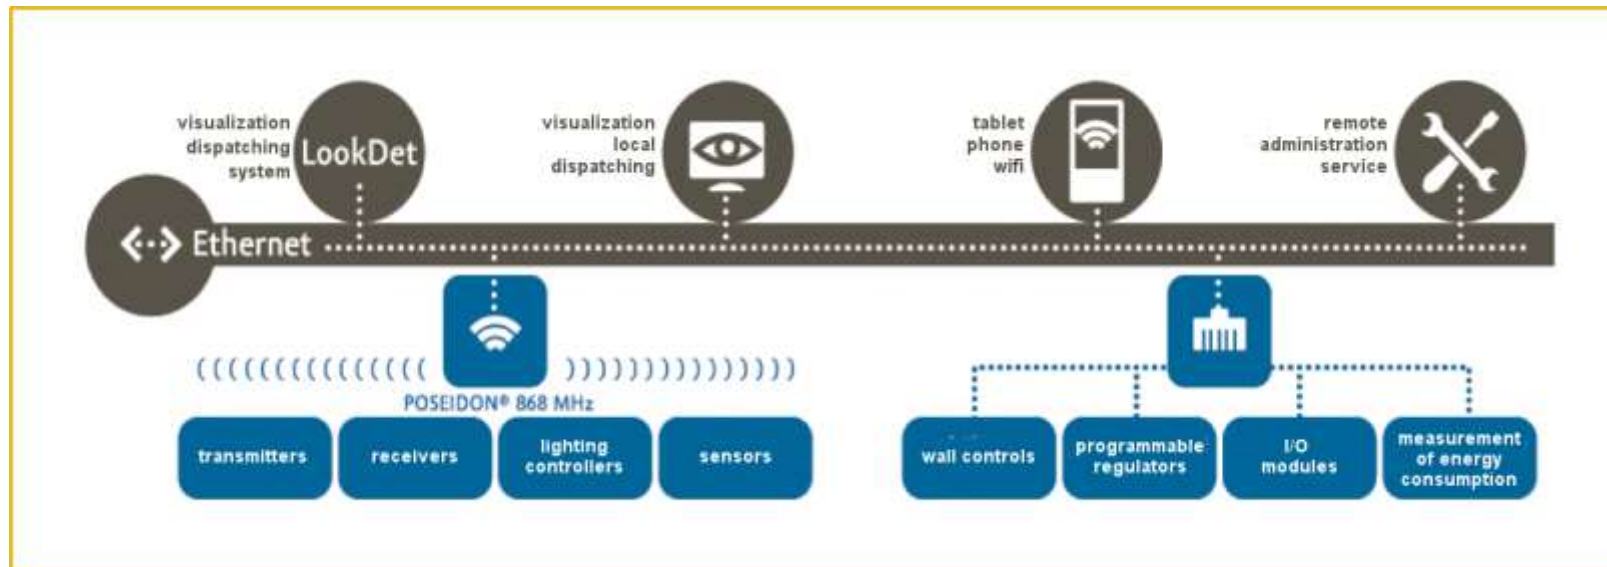 visualization
dispatching
system
LookDet
visualization
local
dispatching
tablet
phone
wifi
remote
administration
service
Ethernet
POSEIDON® 868 MHz
transmitters
receivers
lighting
controllers
sensors
wall controls
programmable
regulators
I/O
modules
measurement
of energy
consumption